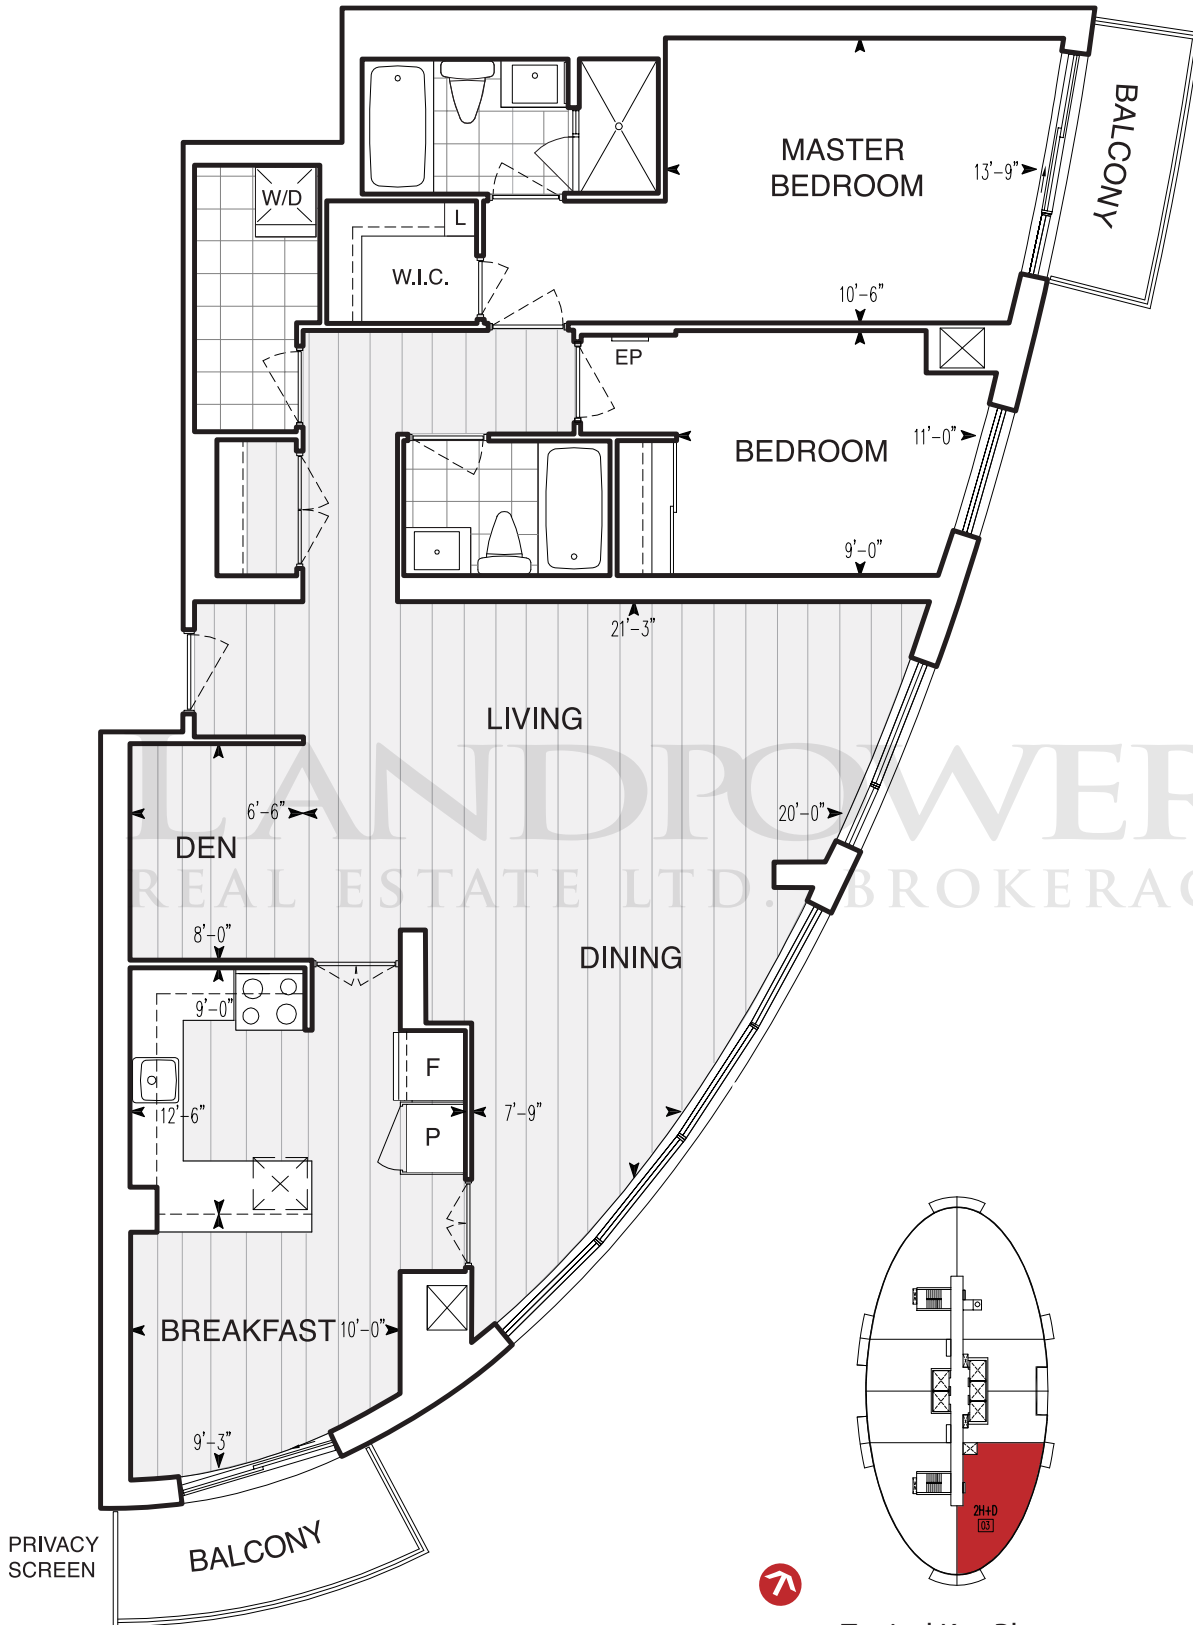 BALCONY
MASTER
BEDROOM
13'-9"
W/D
L
W.I.C.
10'-6"
EP
BEDROOM
11'-0"
9'-0"
21'-3"
LIVING
LANDPOWER
REAL ESTATE LTD. BROKERAG
6'-6"
20'-0"
DEN
8'-0"
DINING
9'-0"
F
12'-6"
7'-9"
P
BREAKFAST
10'-0"
9'-3"
2H+D
03
PRIVACY
SCREEN
BALCONY